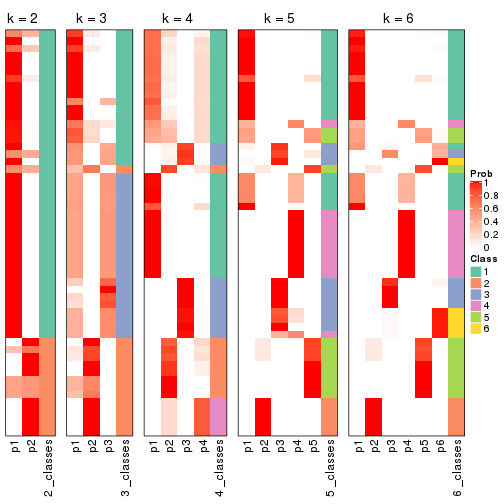 k = 2
k = 3
k = 4
k = 5
k = 6
Prob
1
0.8
0.6
0.4
0.2
0
Class
1
2
3
4
5
6
p1
p2
2_classes
p1
p2
p3
3_classes
p1
p2
p3
p4
4_classes
p1
p2
p3
p4
p5
5_classes
p1
p2
p3
p4
p5
p6
6_classes